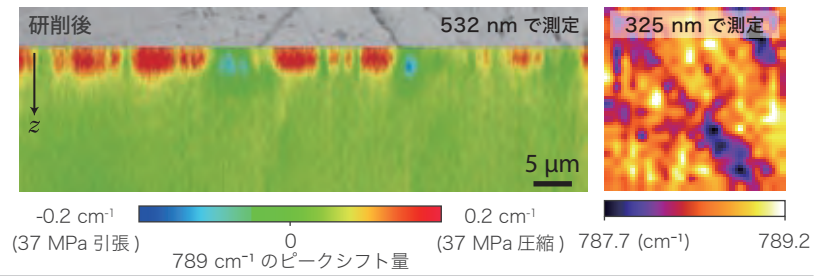 研削後
532 nm で測定
325 nm で測定
z
5 µm
-0.2 cm⁻¹
0.2 cm⁻¹
(37 MPa 引張 )
0
(37 MPa 圧縮 )
789 cm⁻¹ のピークシフト量
787.7 (cm⁻¹)
789.2